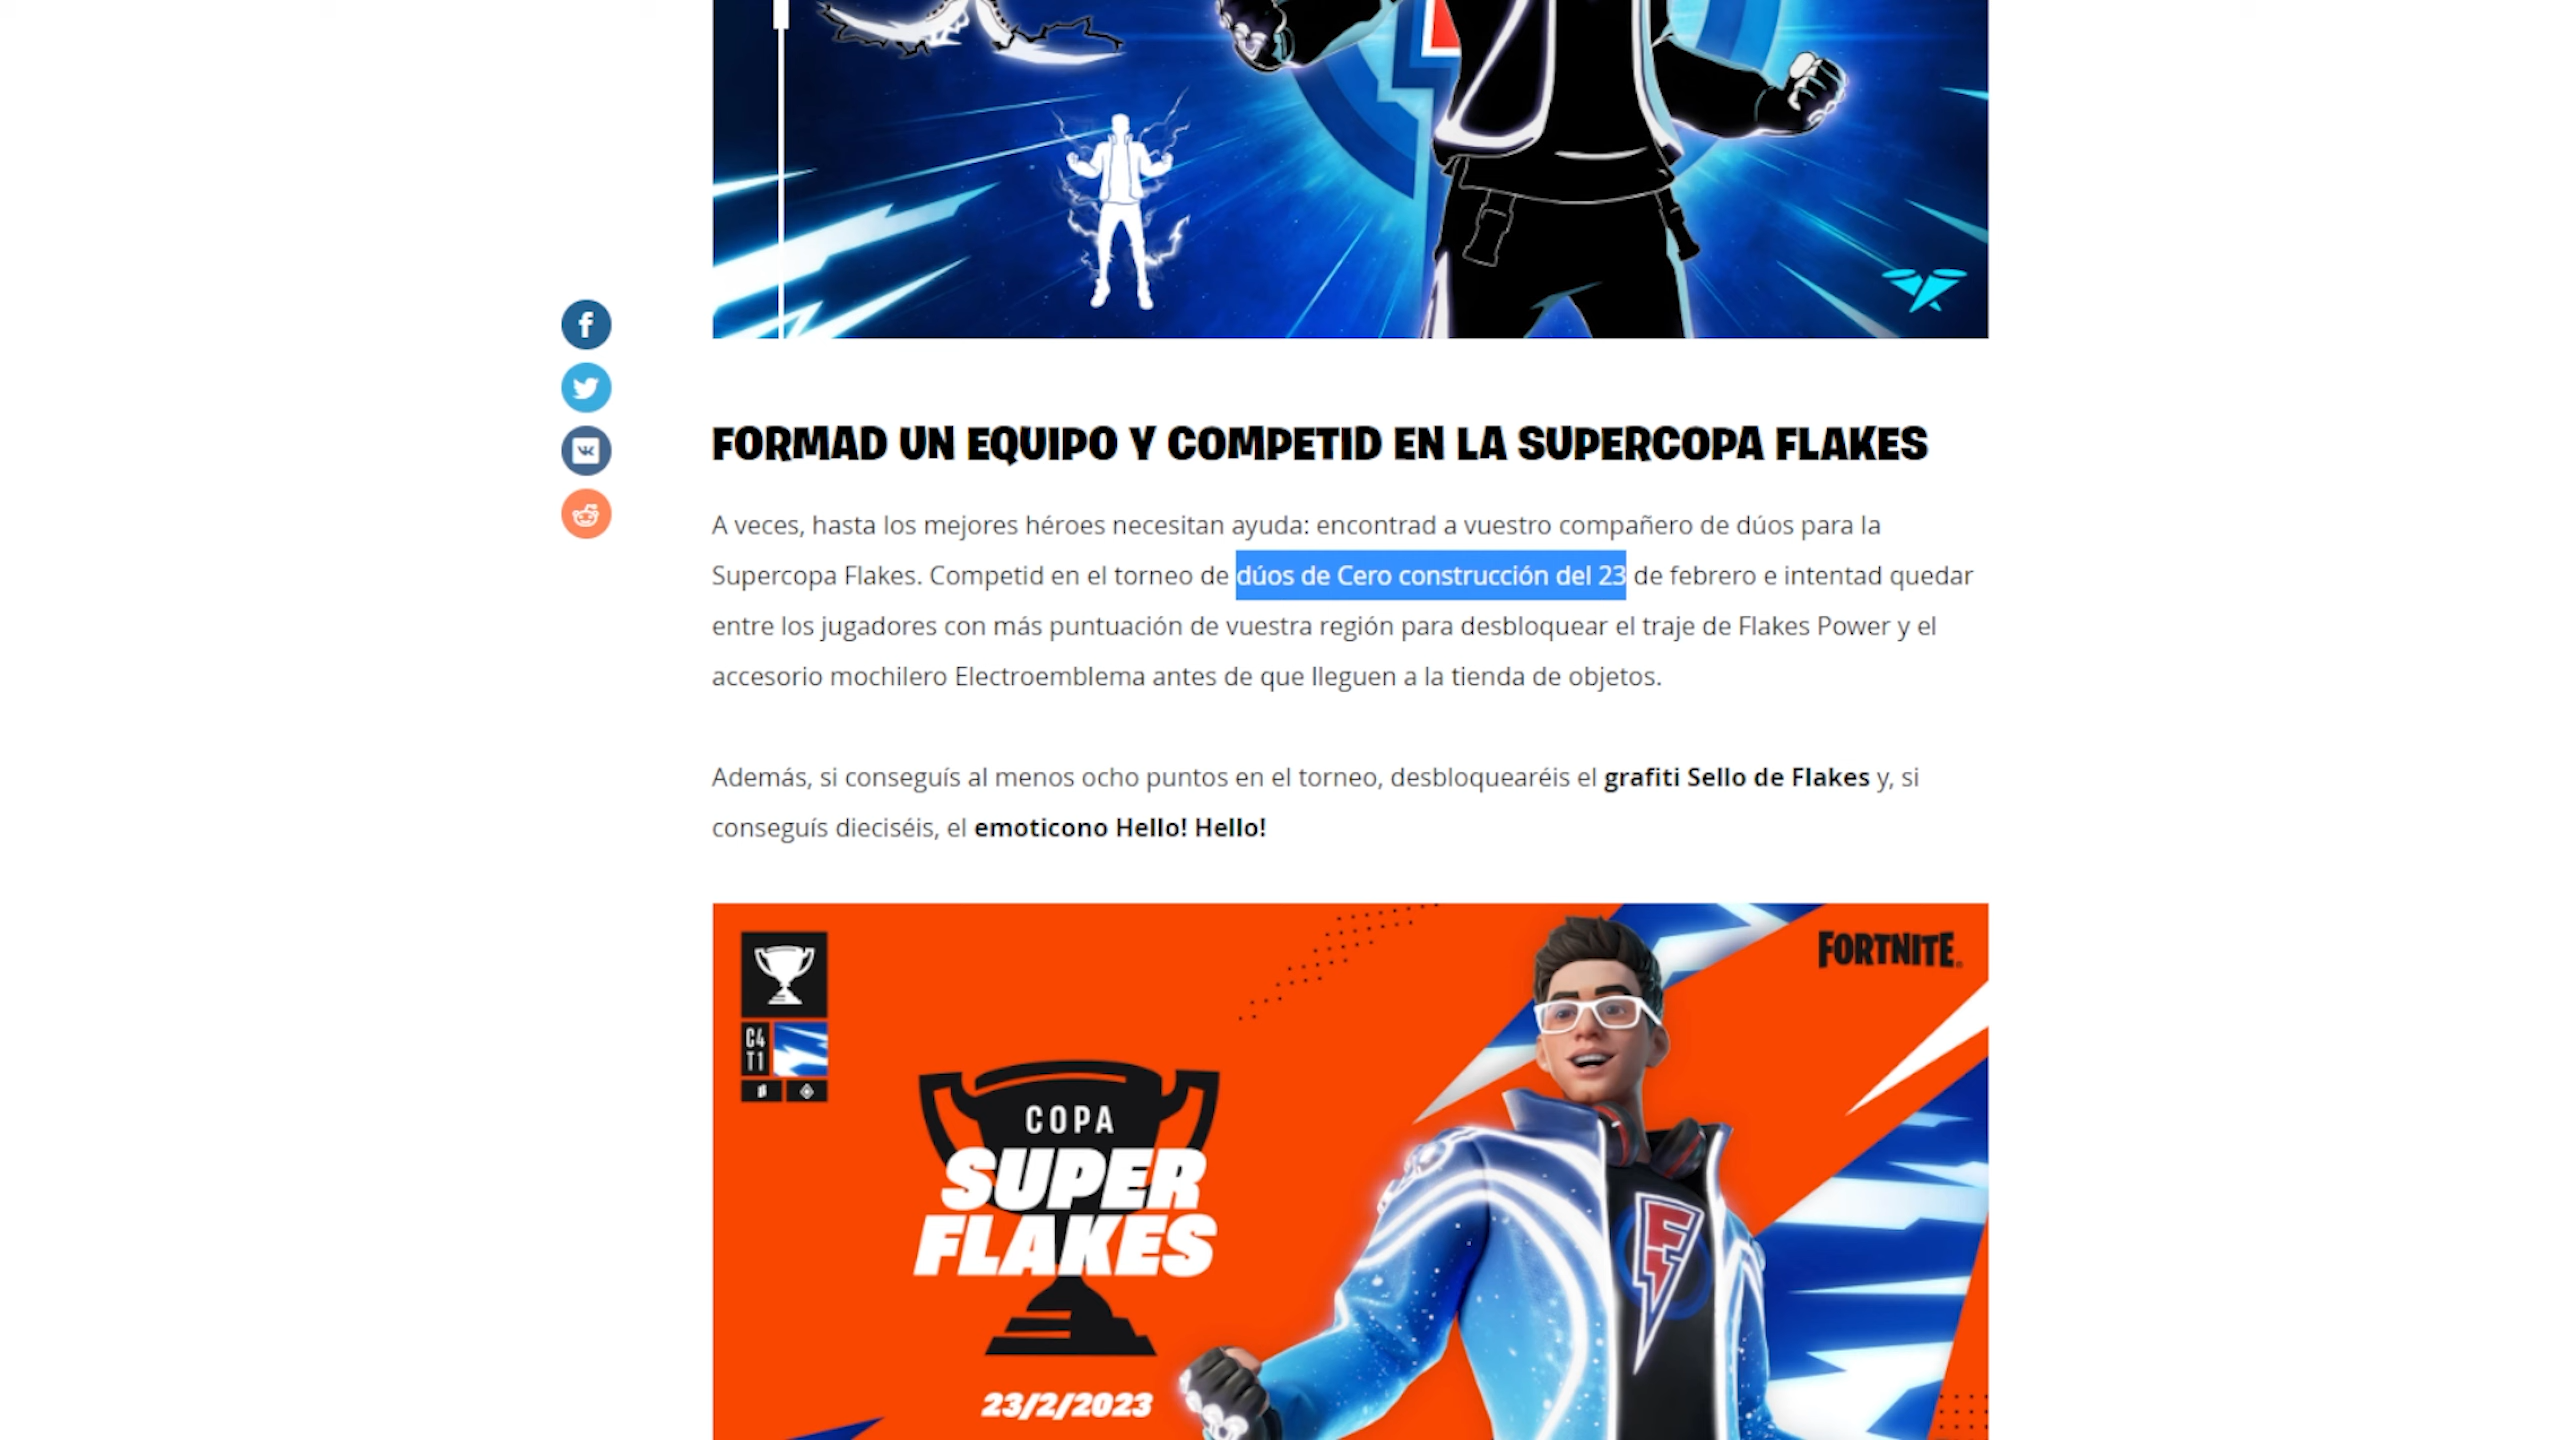 FORMAD UN EQUIPO Y COMPETID EN LA SUPERCOPA FLAKES
A veces, hasta los mejores héroes necesitan ayuda: encontrad a vuestro compañero de dúos para la
Supercopa Flakes. Competid en el torneo de dúos de Cero construcción del 23 de febrero e intentad quedar
entre los jugadores con más puntuación de vuestra región para desbloquear el traje de Flakes Power y el
accesorio mochilero Electroemblema antes de que lleguen a la tienda de objetos.
Además, si conseguís al menos ocho puntos en el torneo, desbloquearéis el grafiti Sello de Flakes y, si
conseguís dieciséis, el emoticono Hello! Hello!
FORTNITE
C4
T1
COPA
SUPER
FLAKES
23/2/2023